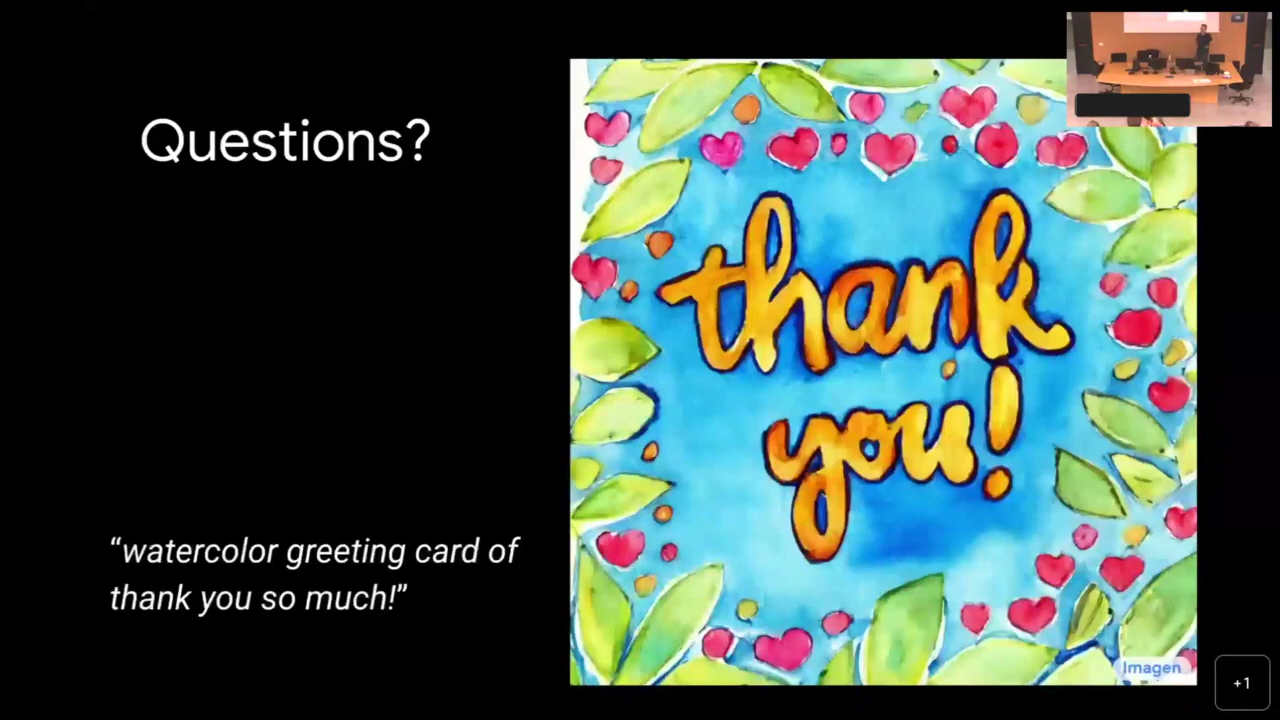 Questions?
thank
you!
“watercolor greeting card of
thank you so much!”
Imagen
+1